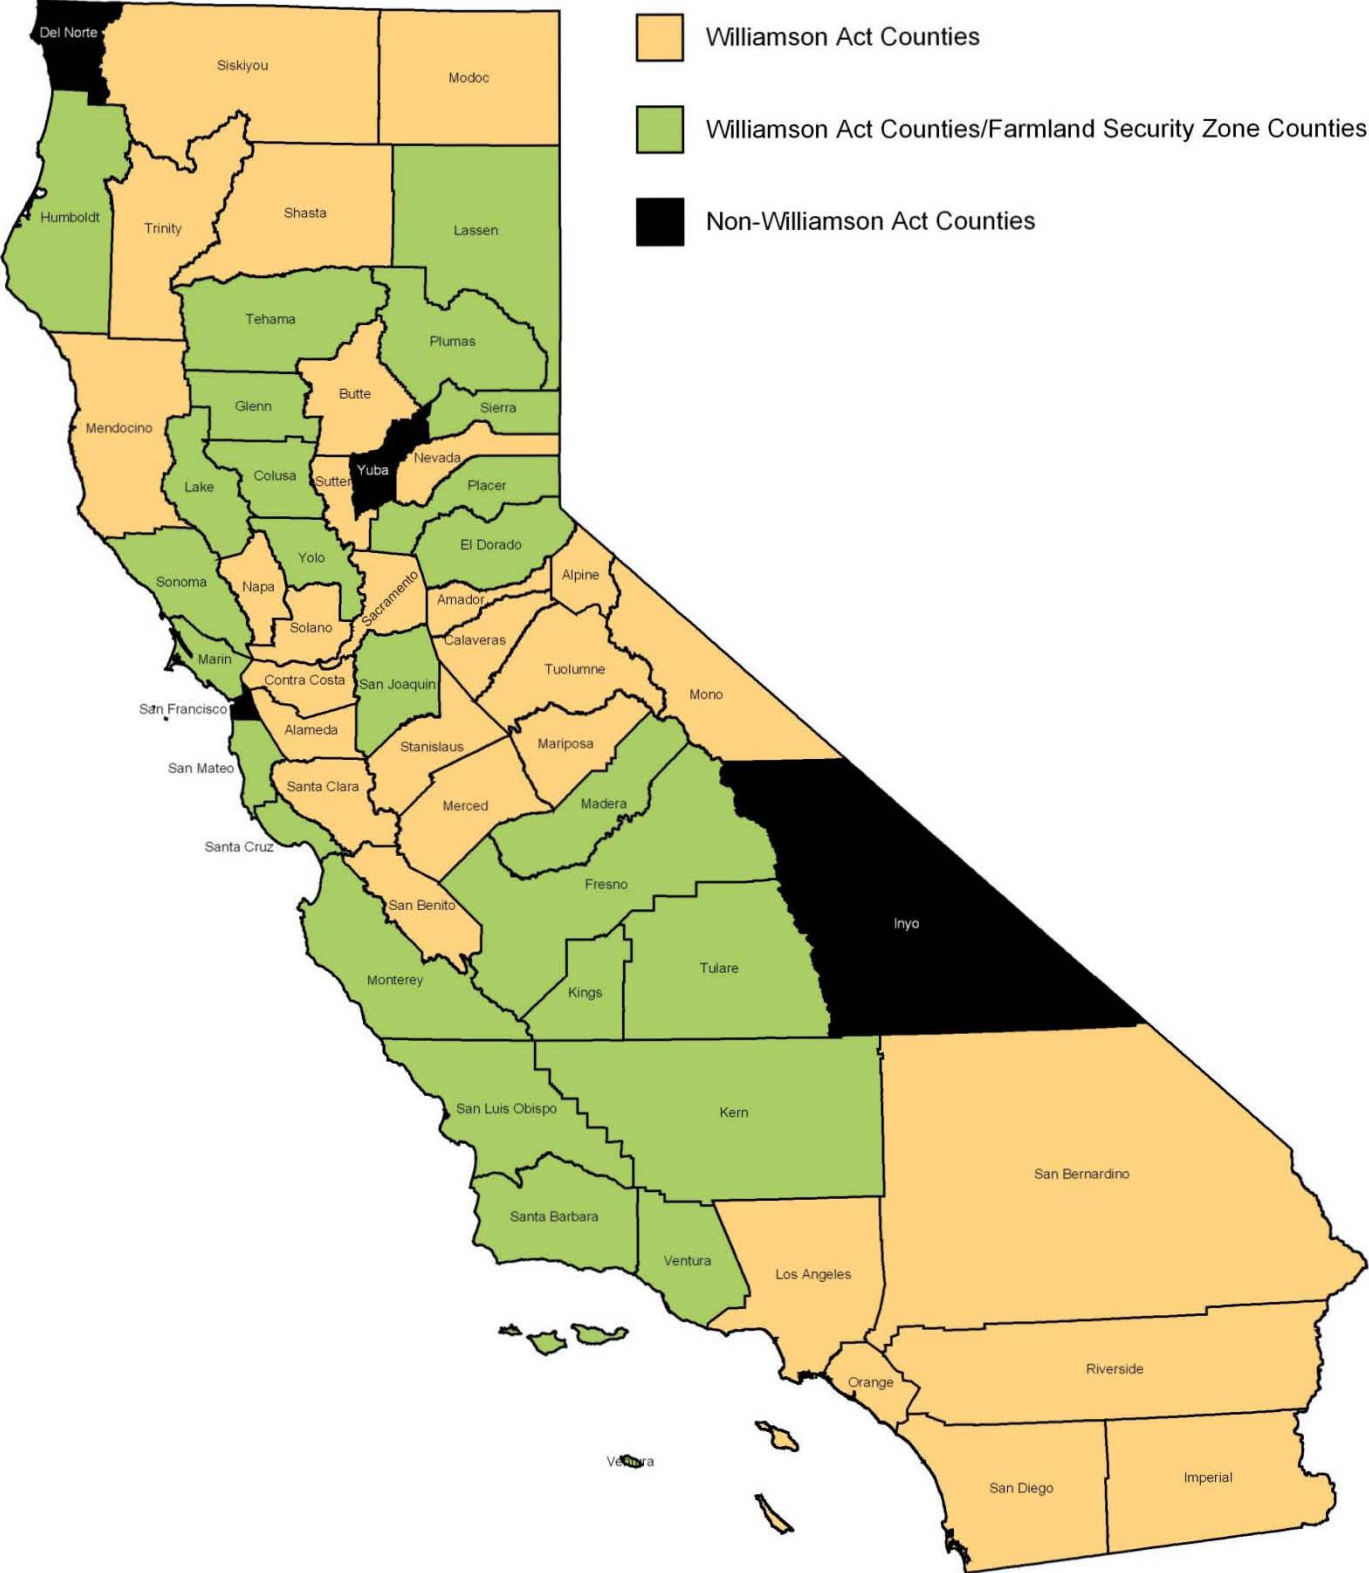 Del Norte
Siskiyou
Modoc
Williamson Act Counties
Williamson Act Counties/Farmland Security Zone Counties
Non-Williamson Act Counties
Humboldt
Trinity
Shasta
Lassen
Tehama
Plumas
Butte
Glenn
Sierra
Mendocino
Nevada
Yuba
Colusa
Sutter
Lake
Placer
El Dorado
Yolo
Alpine
Sonoma
Napa
Sacramento
Amador
Solano
Calaveras
Marin
Tuolumne
Contra Costa
San Joaquin
Mono
San Francisco
Alameda
Stanislaus
Mariposa
San Mateo
Santa Clara
Merced
Madera
Santa Cruz
Fresno
San Benito
Inyo
Tulare
Monterey
Kings
San Luis Obispo
Kern
San Bernardino
Santa Barbara
Ventura
Los Angeles
Riverside
Orange
Ventura
Imperial
San Diego